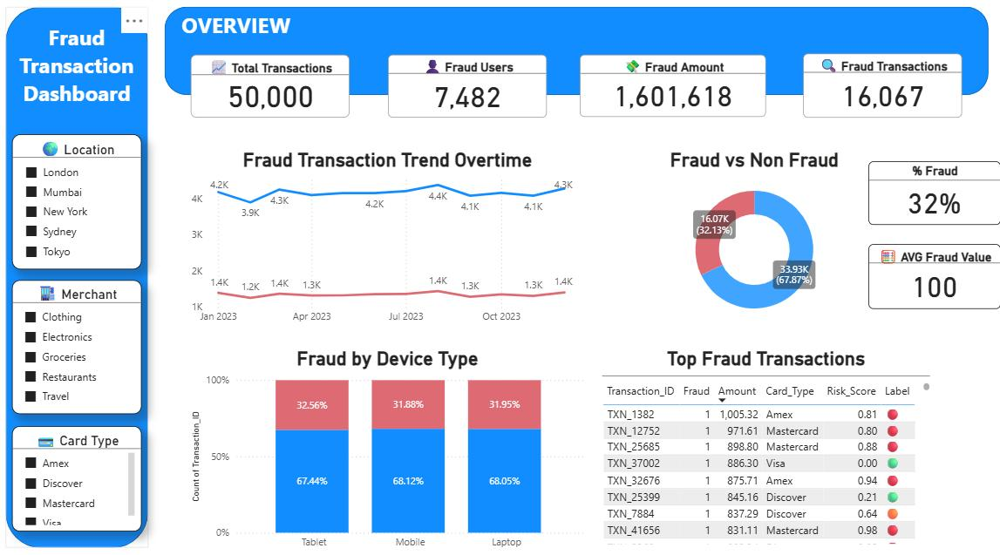 Fraud
Transaction
Dashboard
Location
London
Mumbai
New York
Sydney
Tokyo
Merchant
Clothing
Electronics
Groceries
Restaurants
Travel
Card Type
Amex
Discover
Mastercard
Visa
OVERVIEW
Total Transactions
50,000
Fraud Users
7,482
Fraud Amount
1,601,618
Fraud Transactions
16,067
Fraud Transaction Trend Overtime
4.2K 3.9K 4.3K 4.2K 4.4K 4.1K 4.1K 4.3K
4K
3K
2K
1K
1.4K 1.2K 1.4K 1.3K 1.4K 1.3K 1.3K 1.4K
Jan 2023 Apr 2023 Jul 2023 Oct 2023
Fraud vs Non Fraud
16.07K
(32.13%)
33.93K
(67.87%)
% Fraud
32%
AVG Fraud Value
100
Fraud by Device Type
Count of Transaction_ID
100%
50%
0%
32.56% 31.88% 31.95%
67.44% 68.12% 68.05%
Tablet Mobile Laptop
Top Fraud Transactions
Transaction_ID Fraud Amount Card_Type Risk_Score Label
TXN_1382 1 1,005.32 Amex 0.81
TXN_12752 1 971.61 Mastercard 0.80
TXN_25685 1 898.80 Mastercard 0.88
TXN_37002 1 886.30 Visa 0.00
TXN_32676 1 875.71 Amex 0.94
TXN_25399 1 845.16 Discover 0.21
TXN_7884 1 837.29 Discover 0.64
TXN_41656 1 831.11 Mastercard 0.98